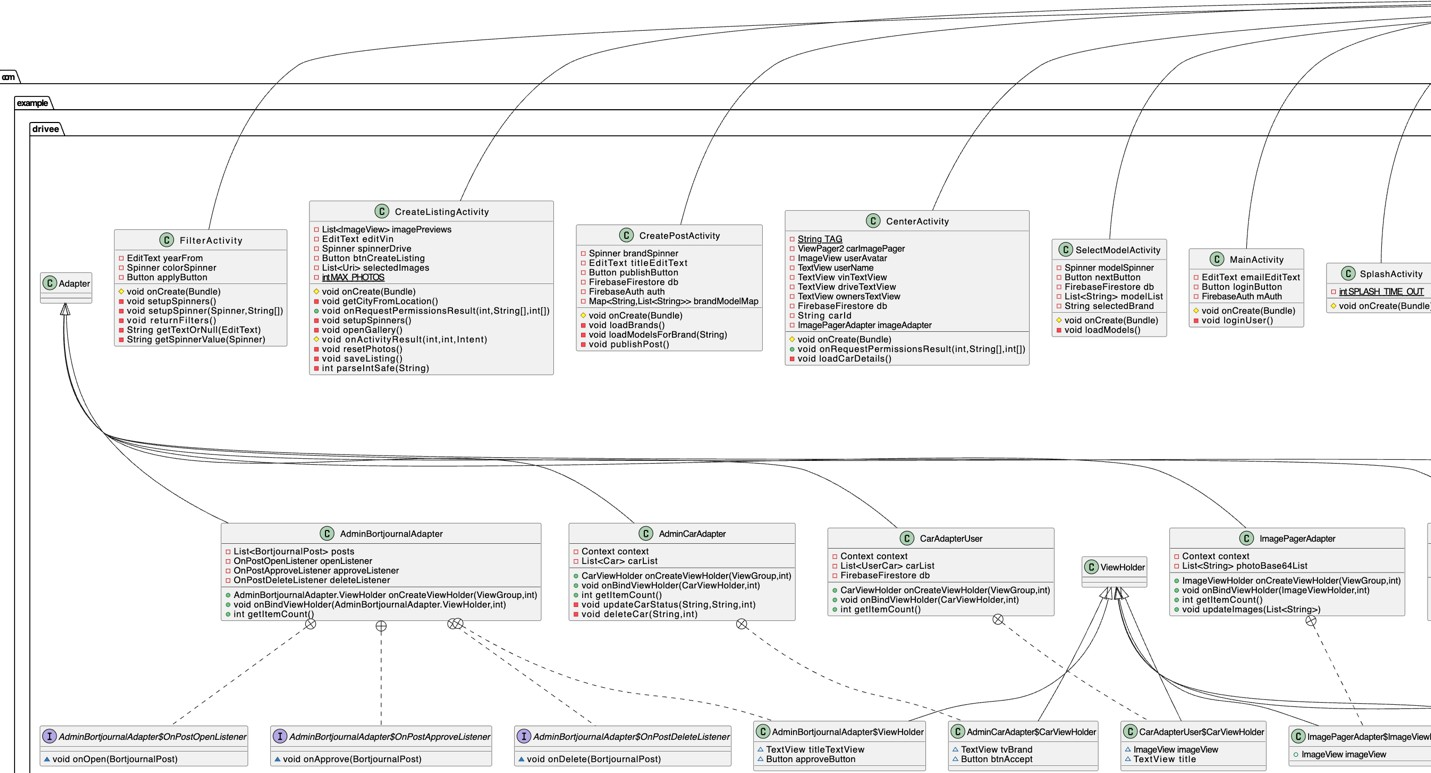 com
example
drivee
FilterActivity
EditText yearFrom
Spinner colorSpinner
Button applyButton
void onCreate(Bundle)
void setupSpinners()
void setupSpinner(Spinner,String[])
void returnFilters()
String getTextOrNull(EditText)
String getSpinnerValue(Spinner)
CreateListingActivity
List<ImageView> imagePreviews
EditText editVin
Spinner spinnerDrive
Button btnCreateListing
List<Uri> selectedImages
int MAX_PHOTOS
void onCreate(Bundle)
void getCityFromLocation()
void onRequestPermissionsResult(int,String[],int[])
void setupSpinners()
void openGallery()
void onActivityResult(int,int,Intent)
void resetPhotos()
void saveListing()
int parseIntSafe(String)
CreatePostActivity
Spinner brandSpinner
EditText titleEditText
Button publishButton
FirebaseFirestore db
FirebaseAuth auth
Map<String,List<String>> brandModelMap
void onCreate(Bundle)
void loadBrands()
void loadModelsForBrand(String)
void publishPost()
CenterActivity
String TAG
ViewPager2 carImagePager
ImageView userAvatar
TextView userName
TextView vinTextView
TextView driveTextView
TextView ownersTextView
FirebaseFirestore db
String carId
ImagePagerAdapter imageAdapter
void onCreate(Bundle)
void onRequestPermissionsResult(int,String[],int[])
void loadCarDetails()
SelectModelActivity
Spinner modelSpinner
Button nextButton
FirebaseFirestore db
List<String> modelList
String selectedBrand
void onCreate(Bundle)
void loadModels()
MainActivity
EditText emailEditText
Button loginButton
FirebaseAuth mAuth
void onCreate(Bundle)
void loginUser()
SplashActivity
int SPLASH_TIME_OUT
void onCreate(Bundle
Adapter
AdminBortjournalAdapter
List<BortjournalPost> posts
OnPostOpenListener openListener
OnPostApproveListener approveListener
OnPostDeleteListener deleteListener
AdminBortjournalAdapter.ViewHolder onCreateViewHolder(ViewGroup,int)
void onBindViewHolder(AdminBortjournalAdapter.ViewHolder,int)
int getItemCount()
AdminCarAdapter
Context context
List<Car> carList
CarViewHolder onCreateViewHolder(ViewGroup,int)
void onBindViewHolder(CarViewHolder,int)
int getItemCount()
void updateCarStatus(String,String,int)
void deleteCar(String,int)
CarAdapterUser
Context context
List<UserCar> carList
FirebaseFirestore db
CarViewHolder onCreateViewHolder(ViewGroup,int)
void onBindViewHolder(CarViewHolder,int)
int getItemCount()
ViewHolder
ImagePagerAdapter
Context context
List<String> photoBase64List
ImageViewHolder onCreateViewHolder(ViewGroup,int)
void onBindViewHolder(ImageViewHolder,int)
int getItemCount()
void updateImages(List<String>)
AdminBortjournalAdapter$OnPostOpenListener
void onOpen(BortjournalPost)
AdminBortjournalAdapter$OnPostApproveListener
void onApprove(BortjournalPost)
AdminBortjournalAdapter$OnPostDeleteListener
void onDelete(BortjournalPost)
AdminBortjournalAdapter$ViewHolder
TextView titleTextView
Button approveButton
AdminCarAdapter$CarViewHolder
TextView tvBrand
Button btnAccept
CarAdapterUser$CarViewHolder
ImageView imageView
TextView title
ImagePagerAdapter$ImageViewH
ImageView imageView